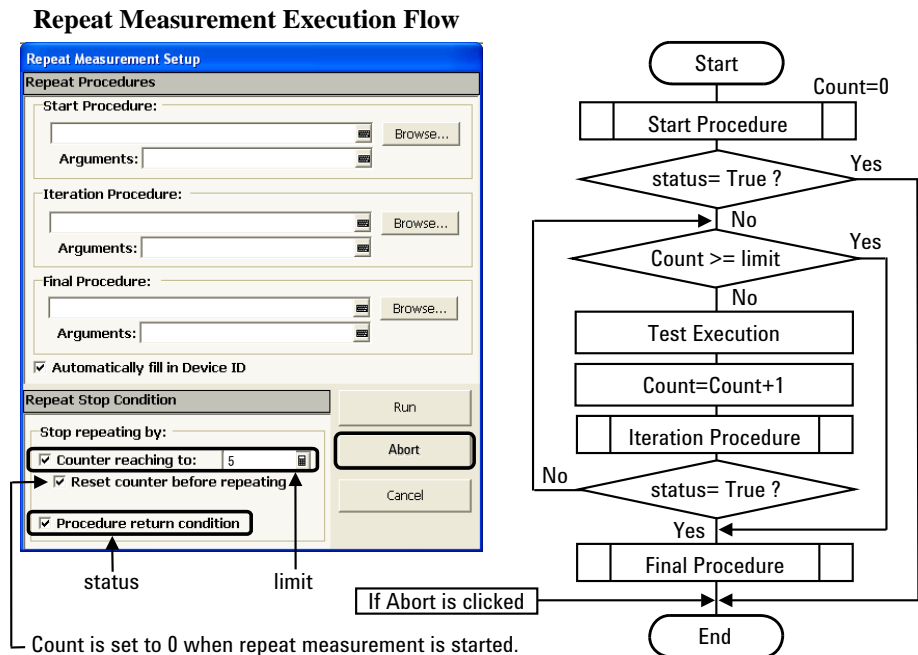 Repeat Measurement Execution Flow
Repeat Measurement Setup
Repeat Procedures
Start Procedure:
Browse...
Arguments:
Iteration Procedure:
Browse...
Arguments:
Final Procedure:
Browse...
Arguments:
Automatically fill in Device ID
Repeat Stop Condition
Stop repeating by:
Counter reaching to: 5
Reset counter before repeating
Procedure return condition
Run
Abort
Cancel
status
limit
Count is set to 0 when repeat measurement is started.
Start
Count=0
Start Procedure
status= True ?
Yes
No
Count >= limit
Yes
No
Test Execution
Count=Count+1
Iteration Procedure
No
status= True ?
Yes
Final Procedure
If Abort is clicked
End